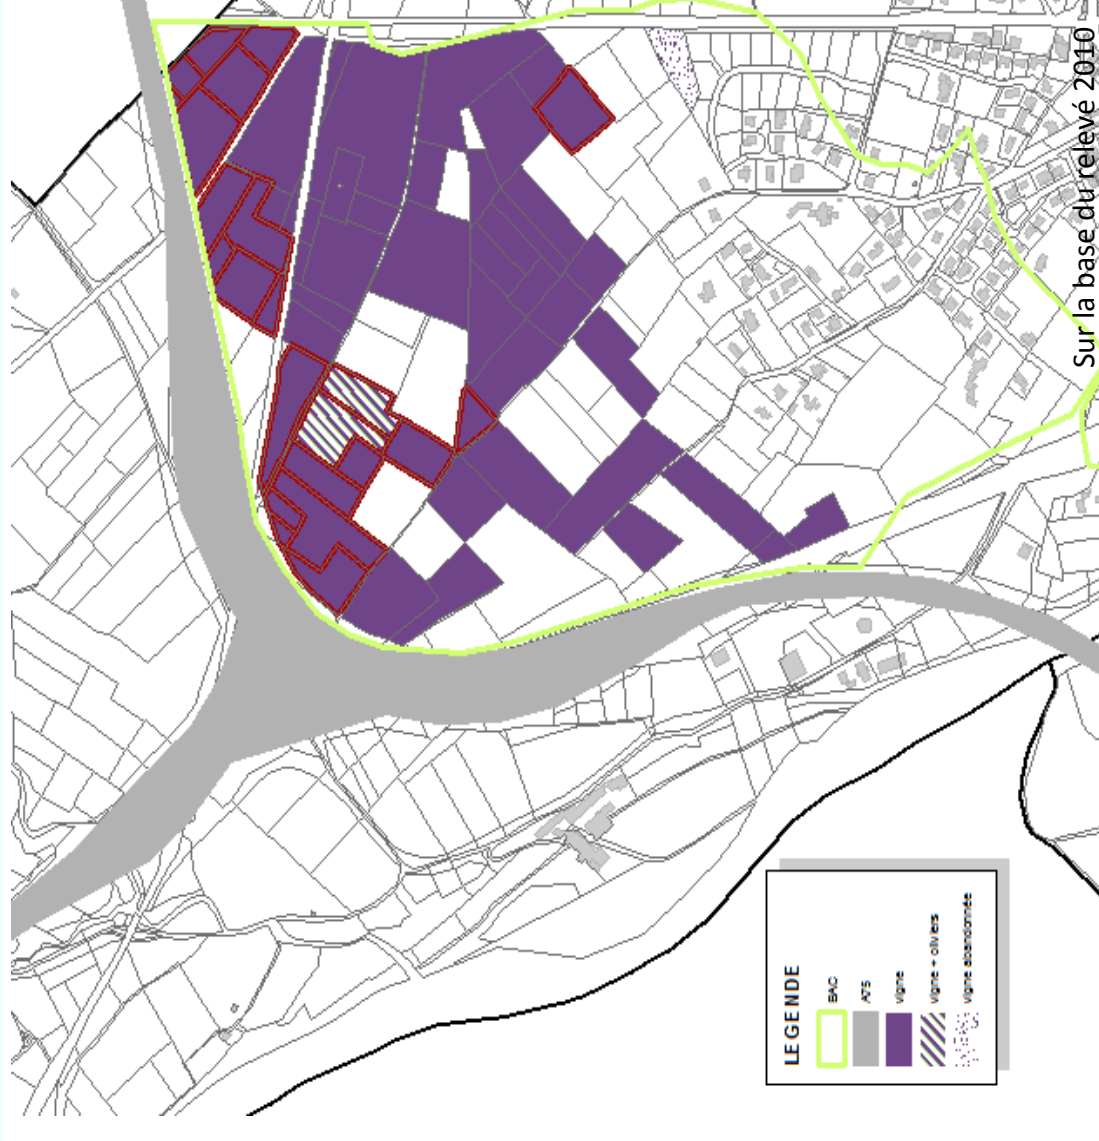 Sur la base du relevé 2010
LEGENDE
BAC
A75
vigne
vigne + oliviers
vigne abandonnée